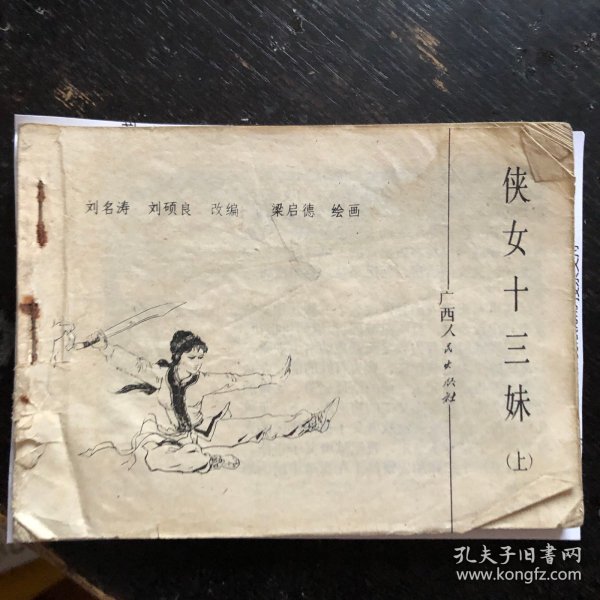 侠女十三妹
(上)
刘名涛 刘硕良 改编 梁启德 绘画
广西人民出版社
孔夫子旧书网
www.kongfz.com